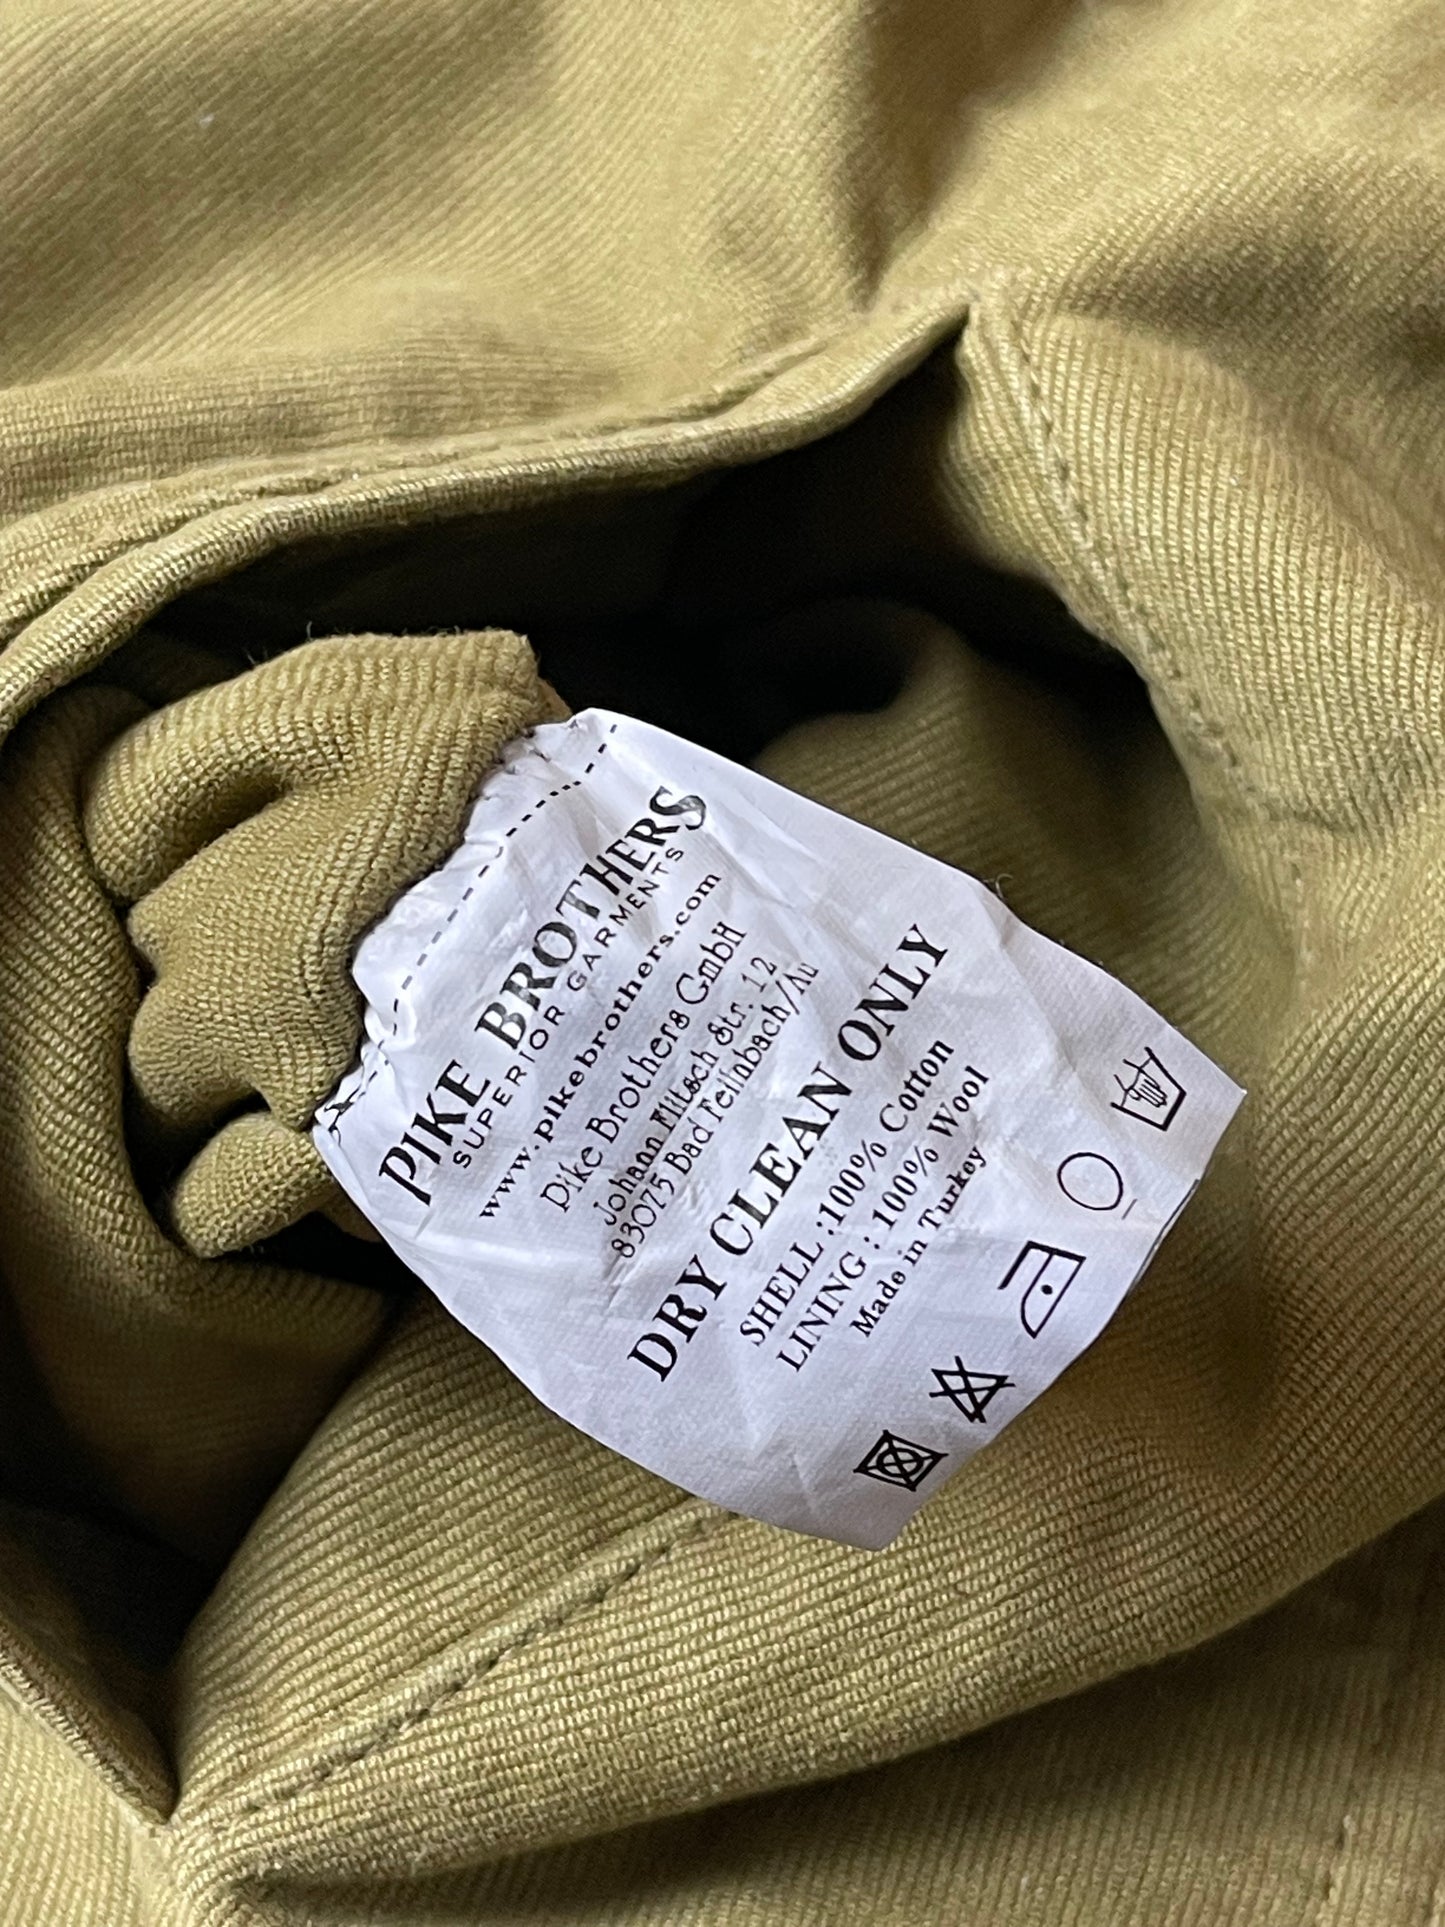 PIKE BROTHERS
SUPERIOR GARMENTS
www.pikebrothers.com
Pike Brothers GmbH
Johann Flitsch Str. 12
83075 Bad Feilnbach/Au
DRY CLEAN ONLY
SHELL :100% Cotton
LINING : 100% Wool
Made in Turkey